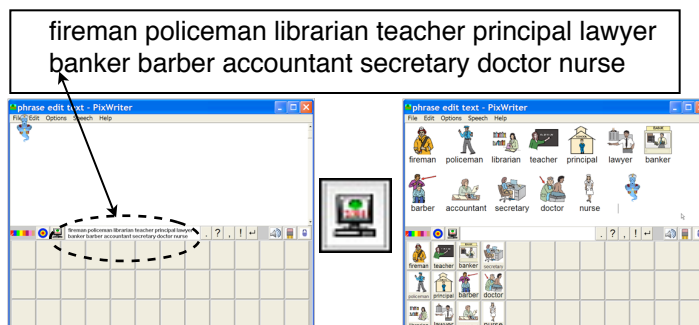 fireman policeman librarian teacher principal lawyer
banker barber accountant secretary doctor nurse
phrase edit text - PixWriter
File Edit Options Speech Help
fireman policeman librarian teacher principal lawyer
banker barber accountant secretary doctor nurse
. ? , !
phrase edit text - PixWriter
File Edit Options Speech Help
fireman policeman librarian teacher principal lawyer banker
barber accountant secretary doctor nurse
. ? , !
fireman teacher banker secretary
policeman principal barber doctor
lawyer nurse